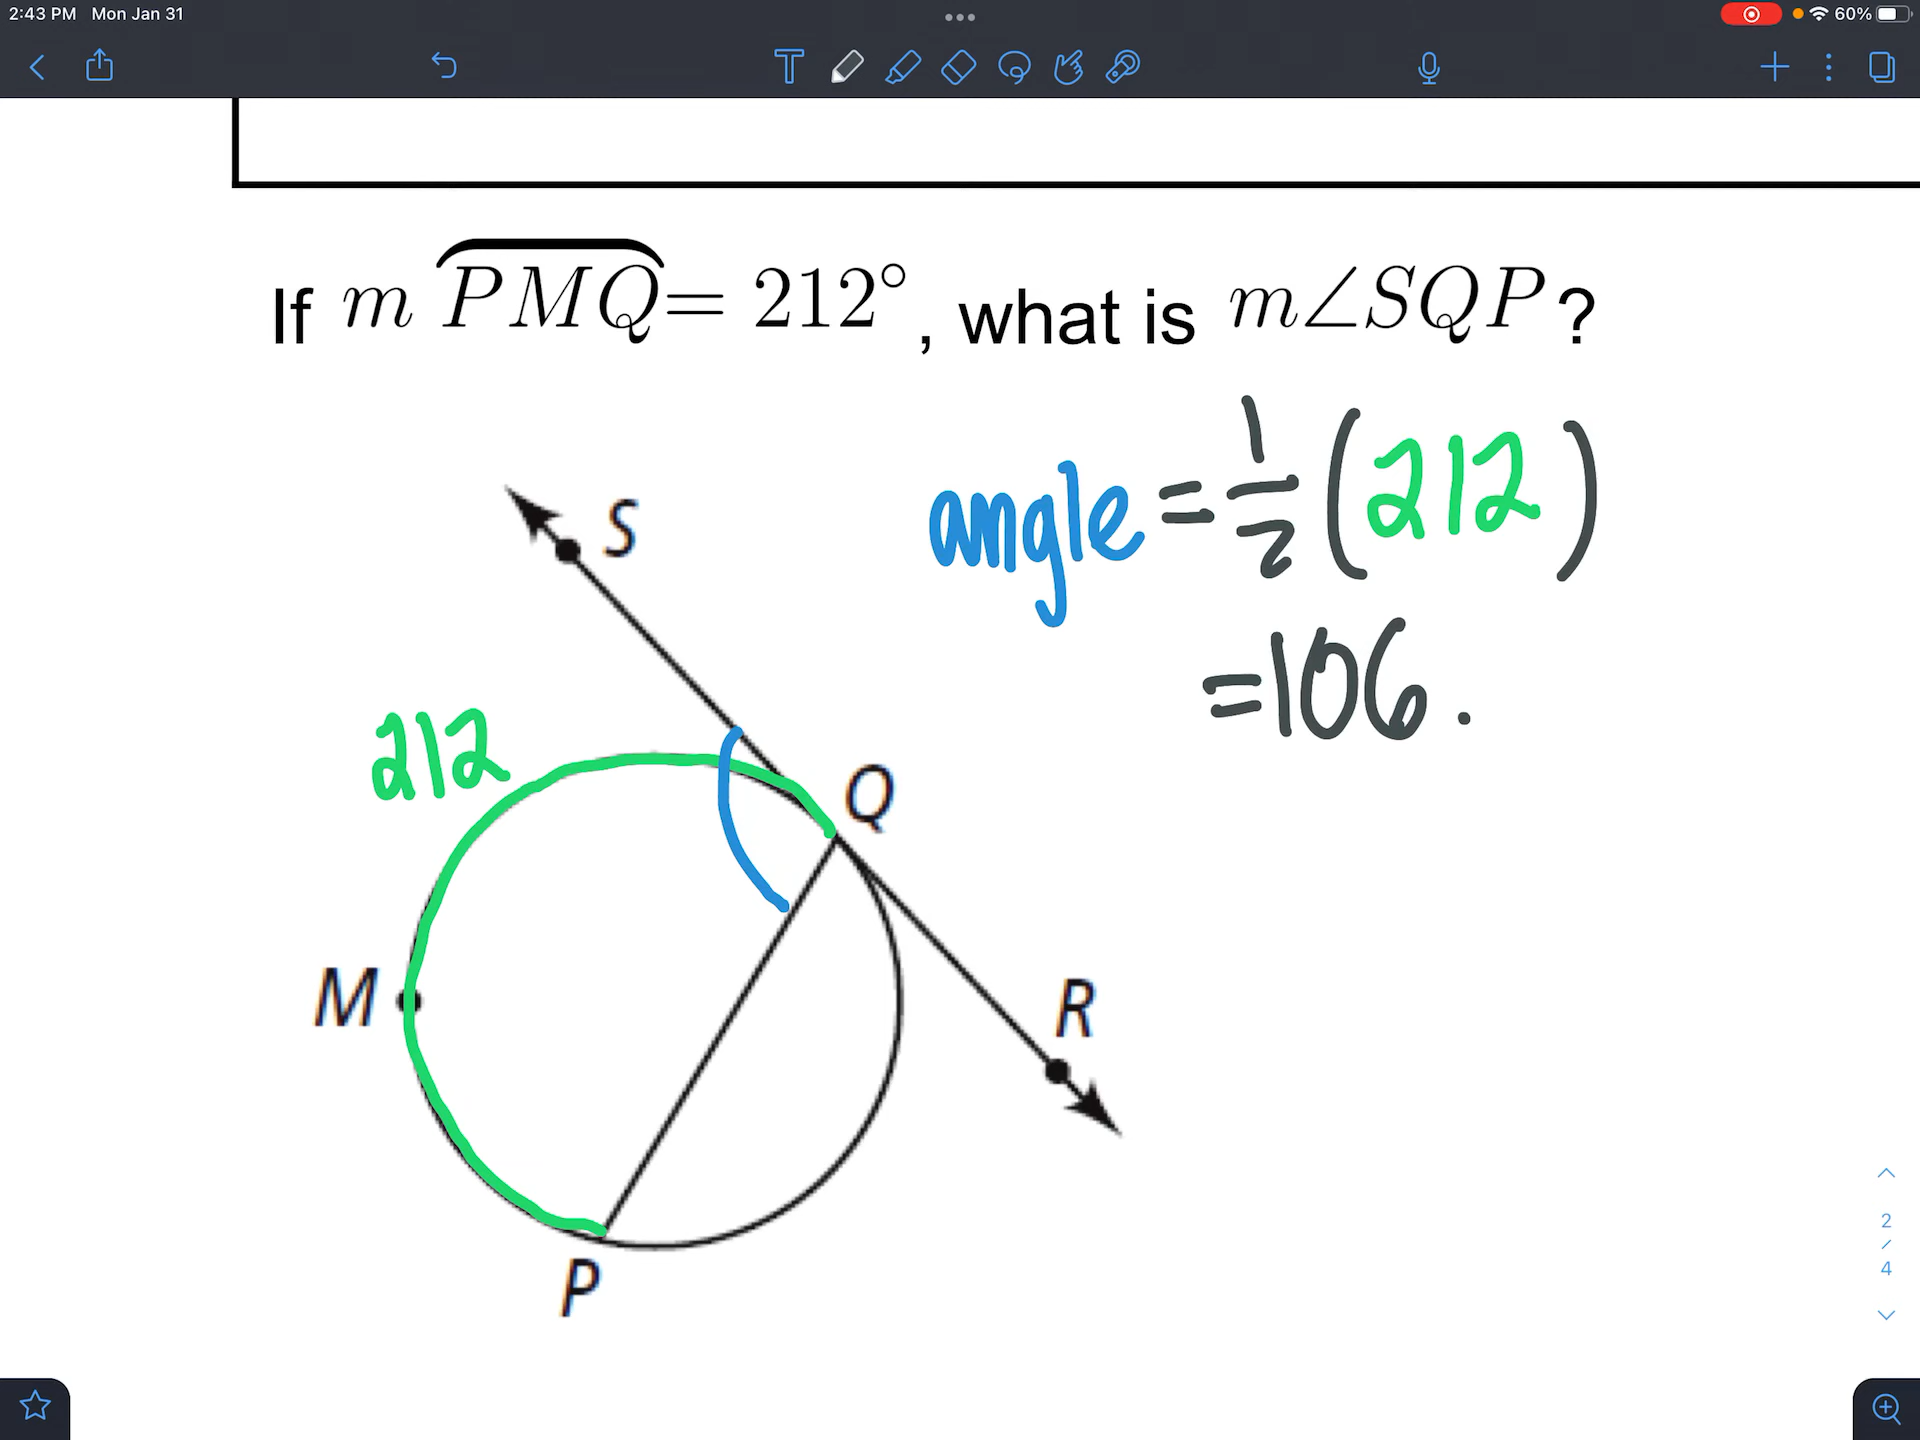 2:43 PM Mon Jan 31
60%
If m PMQ = 212°, what is m∠SQP?
angle = 1/2 (212)
= 106.
S
212
Q
M
R
P
2
/
4